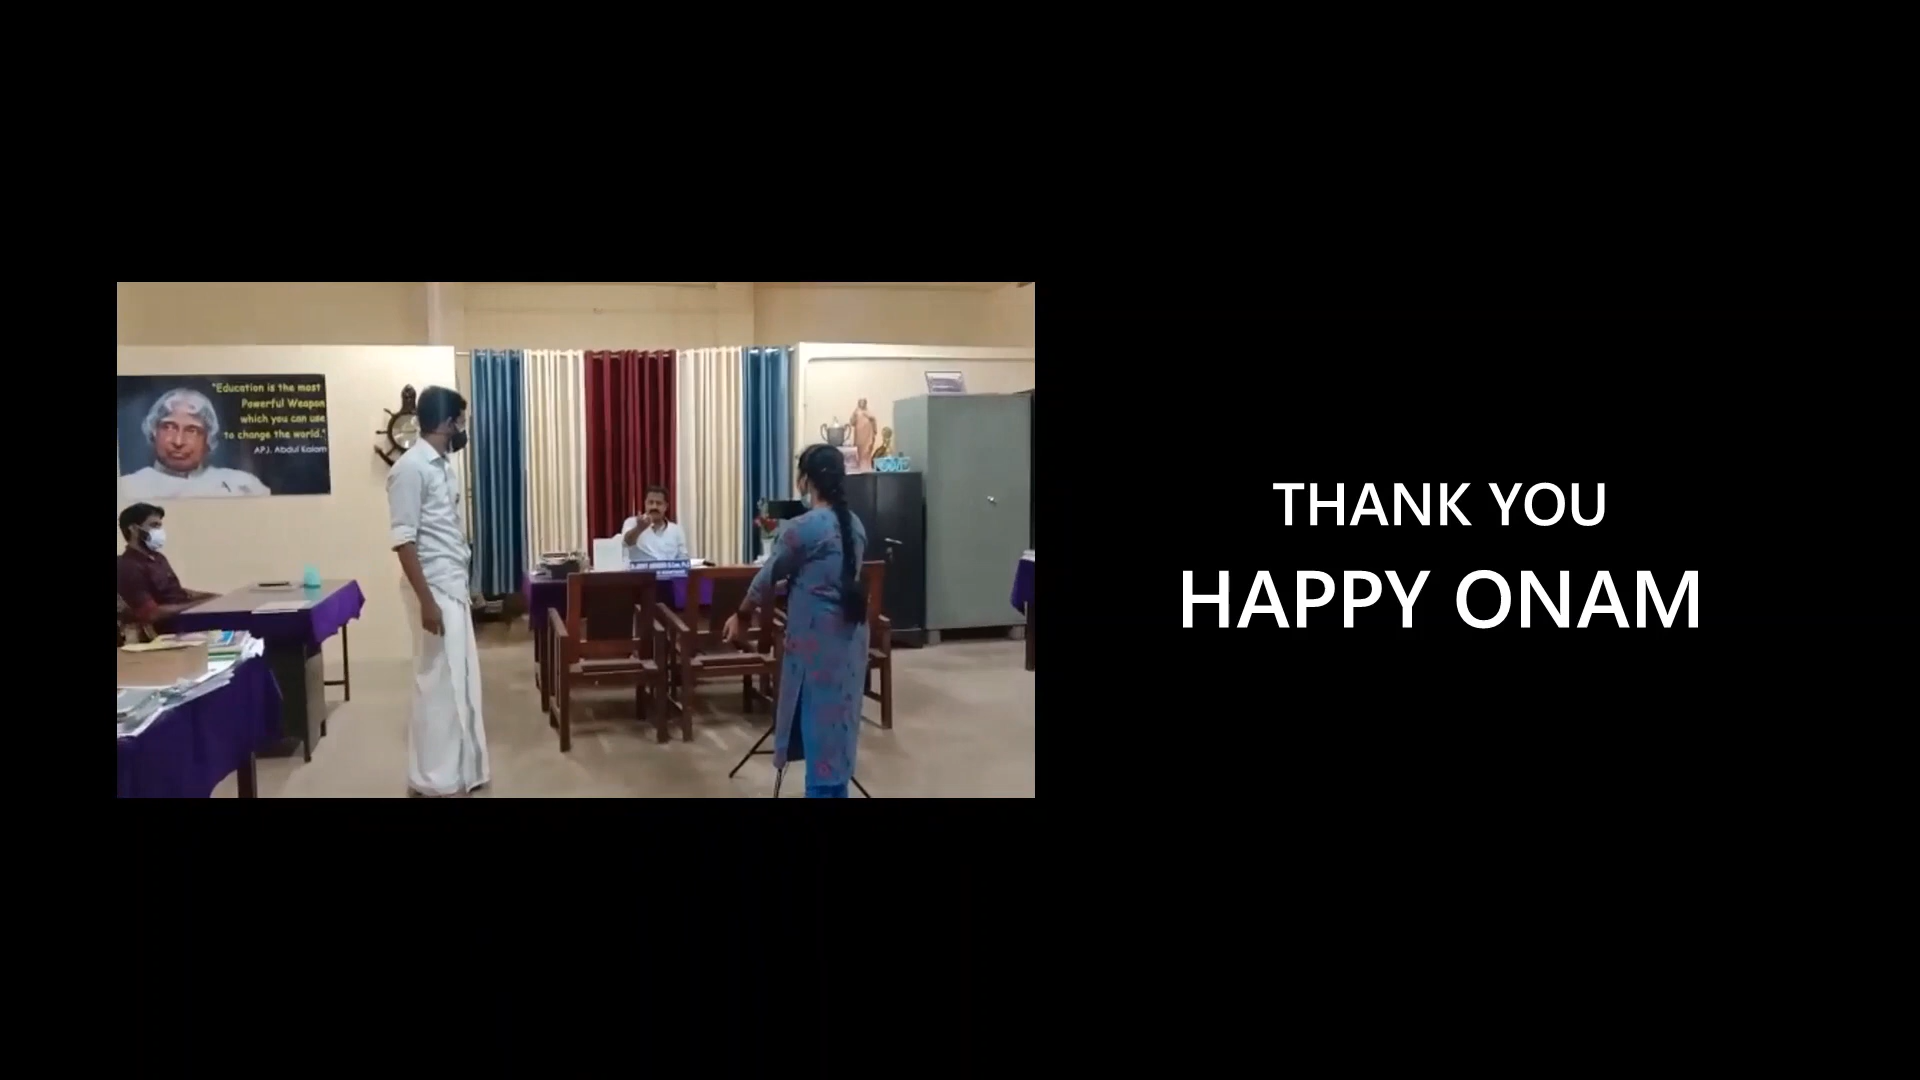 "Education is the most
Powerful Weapon
which you can use
to change the world."
APJ. Abdul Kalam
THANK YOU
HAPPY ONAM